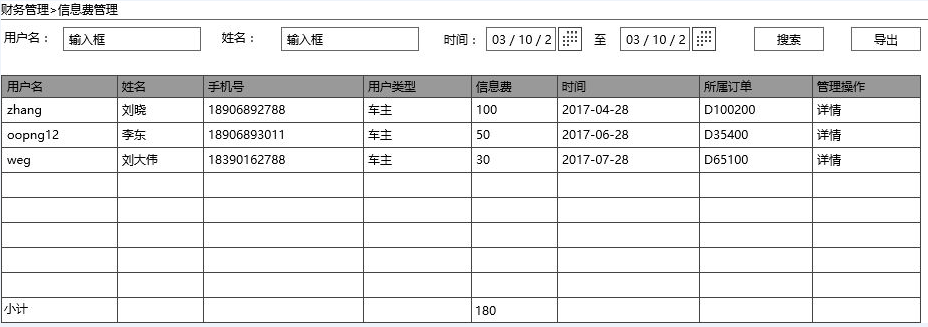 财务管理>信息费管理
用户名： 输入框 姓名： 输入框 时间： 03 / 10 / 2 至 03 / 10 / 2 搜索 导出
用户名 姓名 手机号 用户类型 信息费 时间 所属订单 管理操作
zhang 刘晓 18906892788 车主 100 2017-04-28 D100200 详情
oopng12 李东 18906893011 车主 50 2017-06-28 D35400 详情
weg 刘大伟 18390162788 车主 30 2017-07-28 D65100 详情
小计 180